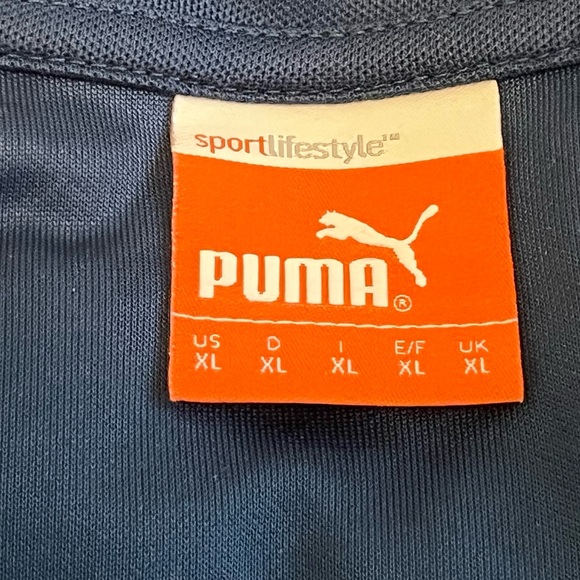 sportlifestyle™
PUMA®
US D I E/F UK
XL XL XL XL XL